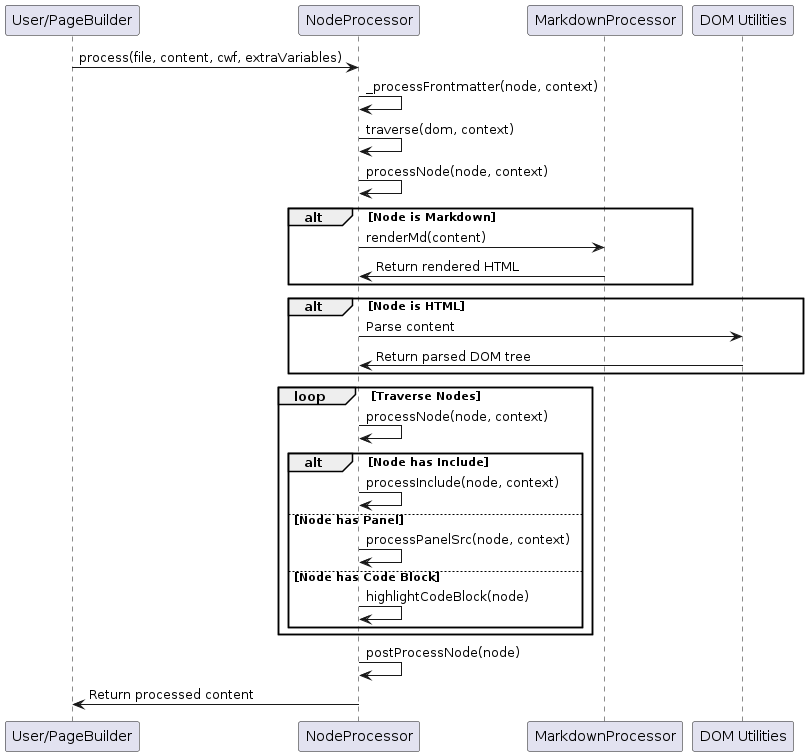 User/PageBuilder NodeProcessor MarkdownProcessor DOM Utilities
process(file, content, cwf, extraVariables)
_processFrontmatter(node, context)
traverse(dom, context)
processNode(node, context)
alt [Node is Markdown]
renderMd(content)
Return rendered HTML
alt [Node is HTML]
Parse content
Return parsed DOM tree
loop [Traverse Nodes]
processNode(node, context)
alt [Node has Include]
processInclude(node, context)
[Node has Panel]
processPanelSrc(node, context)
[Node has Code Block]
highlightCodeBlock(node)
postProcessNode(node)
Return processed content
User/PageBuilder NodeProcessor MarkdownProcessor DOM Utilities